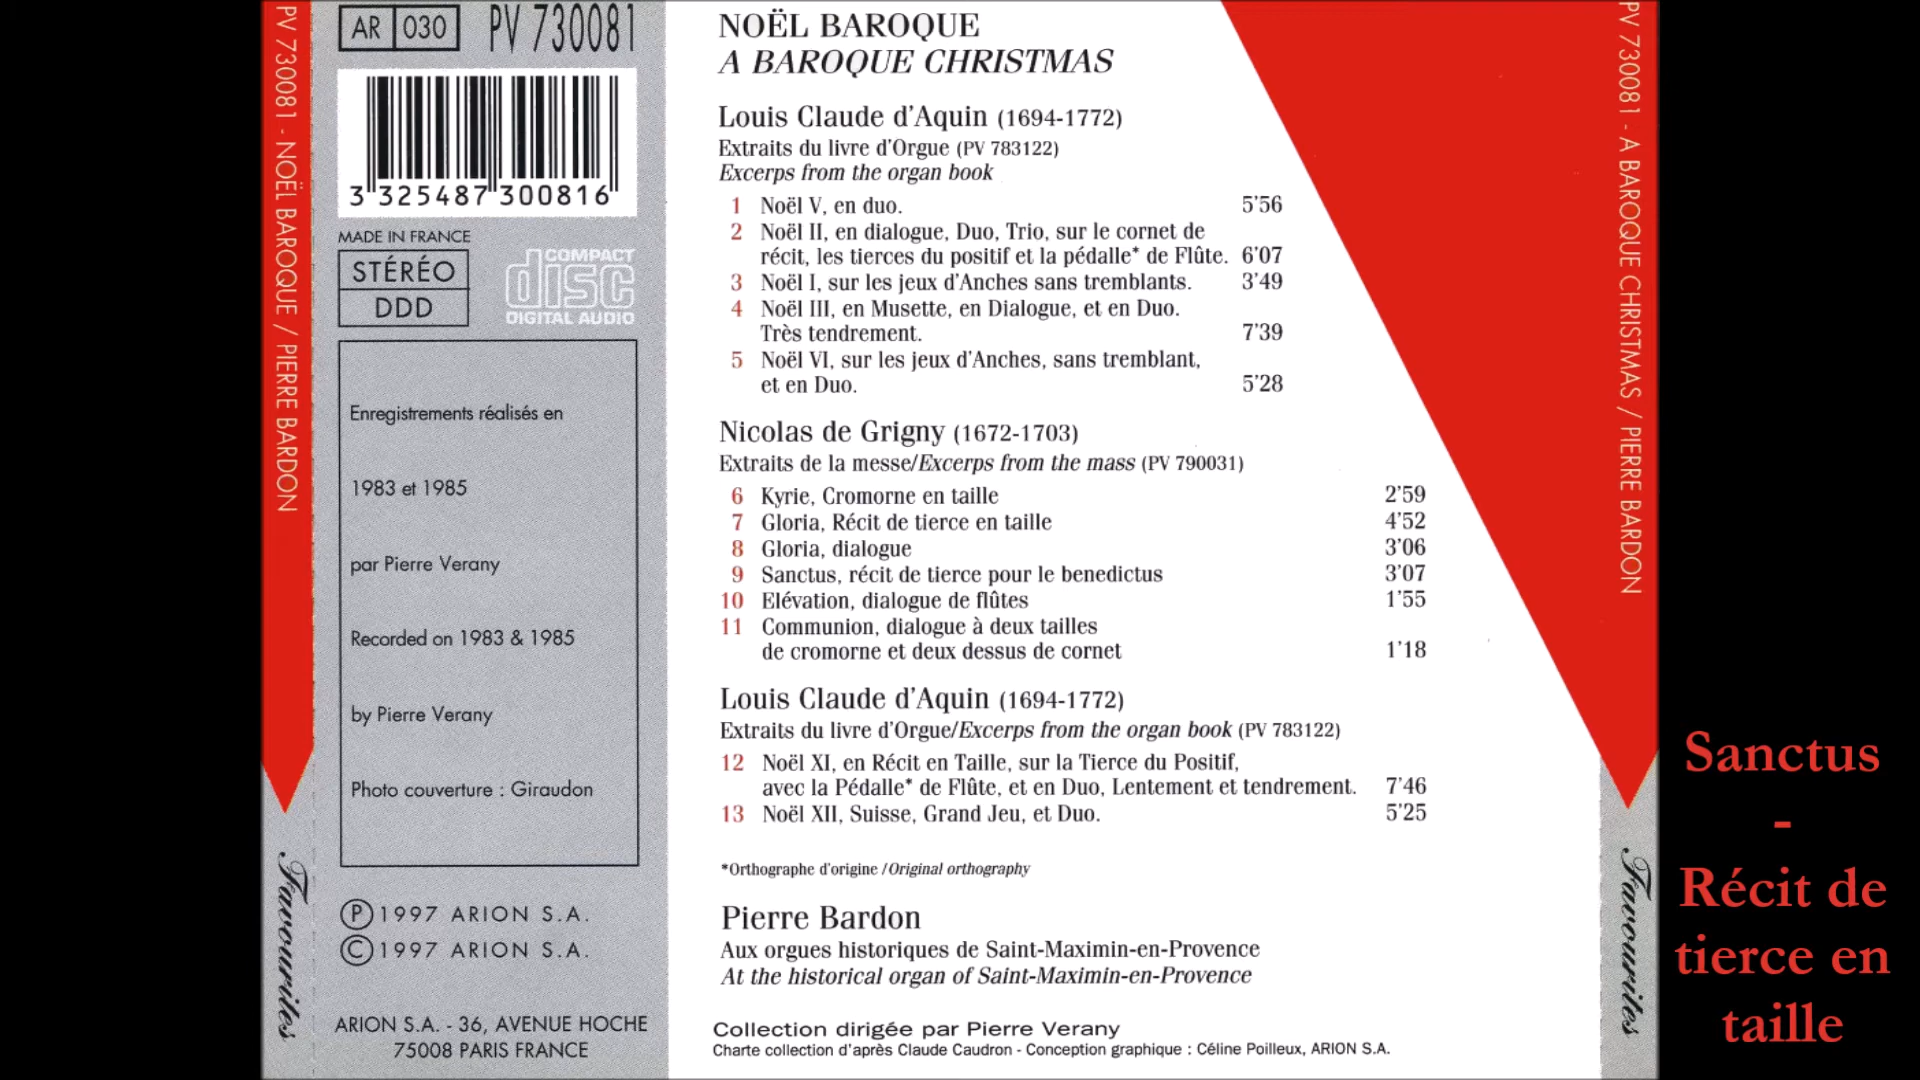 PV 730081 - NOËL BAROQUE / PIERRE BARDON
Favourites
AR 030 PV 730081
3 325487 300816
MADE IN FRANCE
STÉRÉO
DDD
COMPACT
disc
DIGITAL AUDIO
Enregistrements réalisés en
1983 et 1985
par Pierre Verany
Recorded on 1983 & 1985
by Pierre Verany
Photo couverture : Giraudon
Ⓟ1997 ARION S.A.
©1997 ARION S.A.
ARION S.A. - 36, AVENUE HOCHE
75008 PARIS FRANCE
NOËL BAROQUE
A BAROQUE CHRISTMAS
Louis Claude d'Aquin (1694-1772)
Extraits du livre d'Orgue (PV 783122)
Excerps from the organ book
1 Noël V, en duo. 5'56
2 Noël II, en dialogue, Duo, Trio, sur le cornet de
récit, les tierces du positif et la pédalle* de Flûte. 6'07
3 Noël I, sur les jeux d'Anches sans tremblants. 3'49
4 Noël III, en Musette, en Dialogue, et en Duo.
Très tendrement. 7'39
5 Noël VI, sur les jeux d'Anches, sans tremblant,
et en Duo. 5'28
Nicolas de Grigny (1672-1703)
Extraits de la messe/Excerps from the mass (PV 790031)
6 Kyrie, Cromorne en taille 2'59
7 Gloria, Récit de tierce en taille 4'52
8 Gloria, dialogue 3'06
9 Sanctus, récit de tierce pour le benedictus 3'07
10 Elévation, dialogue de flûtes 1'55
11 Communion, dialogue à deux tailles
de cromorne et deux dessus de cornet 1'18
Louis Claude d'Aquin (1694-1772)
Extraits du livre d'Orgue/Excerps from the organ book (PV 783122)
12 Noël XI, en Récit en Taille, sur la Tierce du Positif,
avec la Pédalle* de Flûte, et en Duo, Lentement et tendrement. 7'46
13 Noël XII, Suisse, Grand Jeu, et Duo. 5'25
*Orthographe d'origine /Original orthography
Pierre Bardon
Aux orgues historiques de Saint-Maximin-en-Provence
At the historical organ of Saint-Maximin-en-Provence
Collection dirigée par Pierre Verany
Charte collection d'après Claude Caudron - Conception graphique : Céline Poilleux, ARION S.A.
PV 730081 - A BAROQUE CHRISTMAS / PIERRE BARDON
Favourites
Sanctus
-
Récit de
tierce en
taille